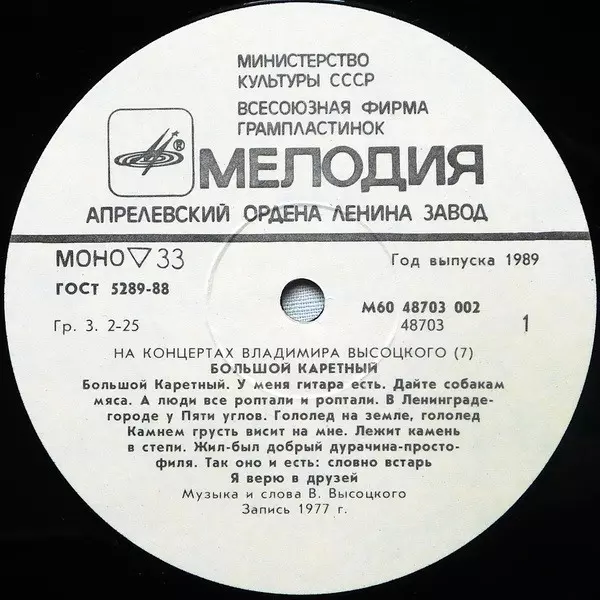 МИНИСТЕРСТВО
КУЛЬТУРЫ СССР
ВСЕСОЮЗНАЯ ФИРМА
ГРАМПЛАСТИНОК
®
МЕЛОДИЯ
АПРЕЛЕВСКИЙ ОРДЕНА ЛЕНИНА ЗАВОД
МОНО ▽ 33
Год выпуска 1989
ГОСТ 5289-88
М60 48703 002
Гр. 3. 2-25
48703
1
НА КОНЦЕРТАХ ВЛАДИМИРА ВЫСОЦКОГО (7)
БОЛЬШОЙ КАРЕТНЫЙ
Большой Каретный. У меня гитара есть. Дайте собакам
мяса. А люди все роптали и роптали. В Ленинграде-
городе у Пяти углов. Гололед на земле, гололед
Камнем грусть висит на мне. Лежит камень
в степи. Жил-был добрый дурачина-просто-
филя. Так оно и есть: словно встарь
Я верю в друзей
Музыка и слова В. Высоцкого
Запись 1977 г.